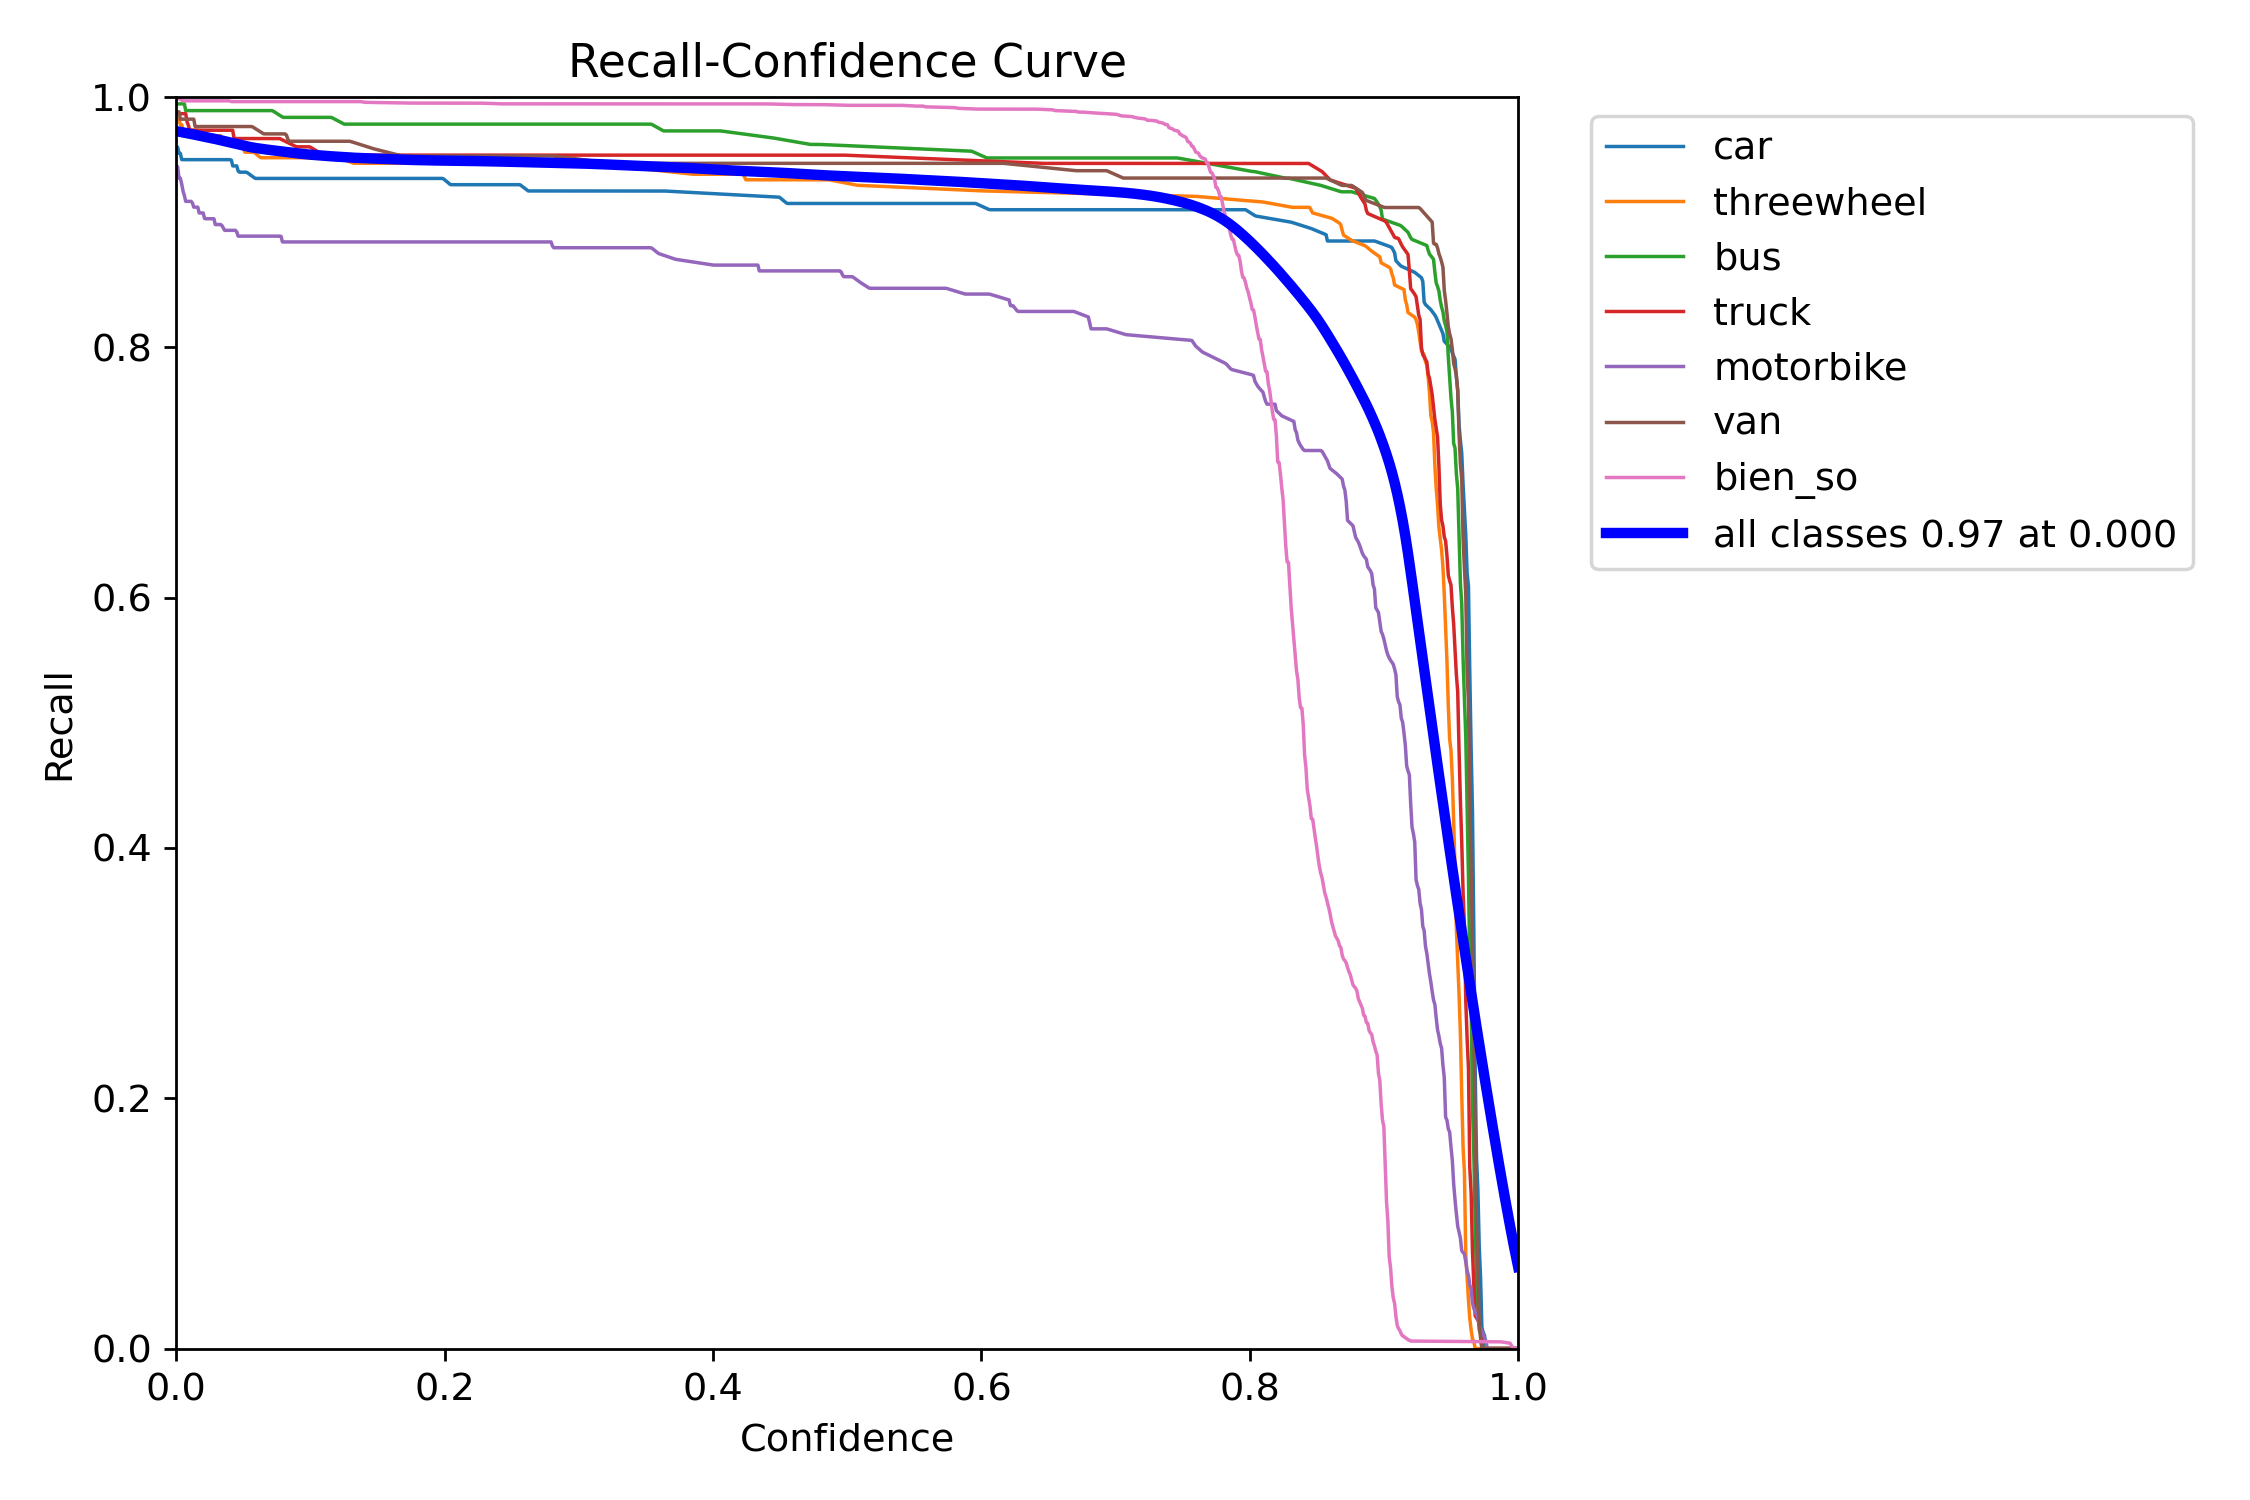 Recall-Confidence Curve
1.0
0.8
0.6
0.4
0.2
0.0
Recall
0.0 0.2 0.4 0.6 0.8 1.0
Confidence
car
threewheel
bus
truck
motorbike
van
bien_so
all classes 0.97 at 0.000